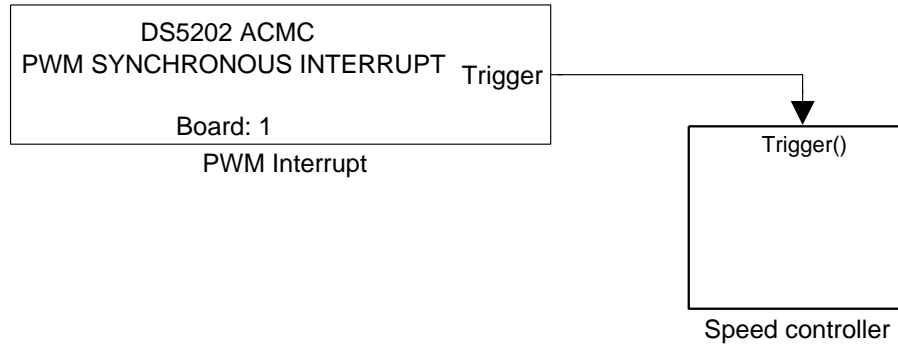 DS5202 ACMC
PWM SYNCHRONOUS INTERRUPT
Trigger
Board: 1
PWM Interrupt
Trigger()
Speed controller